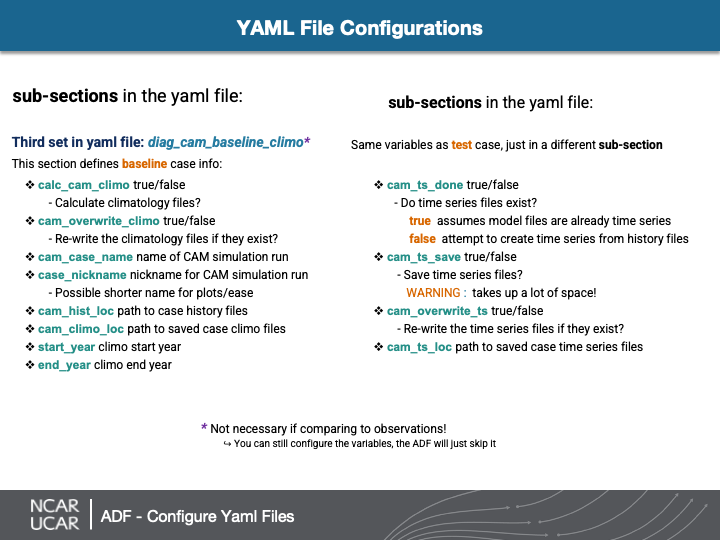 YAML File Configurations
sub-sections in the yaml file:
Third set in yaml file: diag_cam_baseline_climo*
This section defines baseline case info:
❖ calc_cam_climo true/false
- Calculate climatology files?
❖ cam_overwrite_climo true/false
- Re-write the climatology files if they exist?
❖ cam_case_name name of CAM simulation run
❖ case_nickname nickname for CAM simulation run
- Possible shorter name for plots/ease
❖ cam_hist_loc path to case history files
❖ cam_climo_loc path to saved case climo files
❖ start_year climo start year
❖ end_year climo end year
sub-sections in the yaml file:
Same variables as test case, just in a different sub-section
❖ cam_ts_done true/false
- Do time series files exist?
true assumes model files are already time series
false attempt to create time series from history files
❖ cam_ts_save true/false
- Save time series files?
WARNING : takes up a lot of space!
❖ cam_overwrite_ts true/false
- Re-write the time series files if they exist?
❖ cam_ts_loc path to saved case time series files
* Not necessary if comparing to observations!
↪ You can still configure the variables, the ADF will just skip it
NCAR
UCAR
ADF - Configure Yaml Files